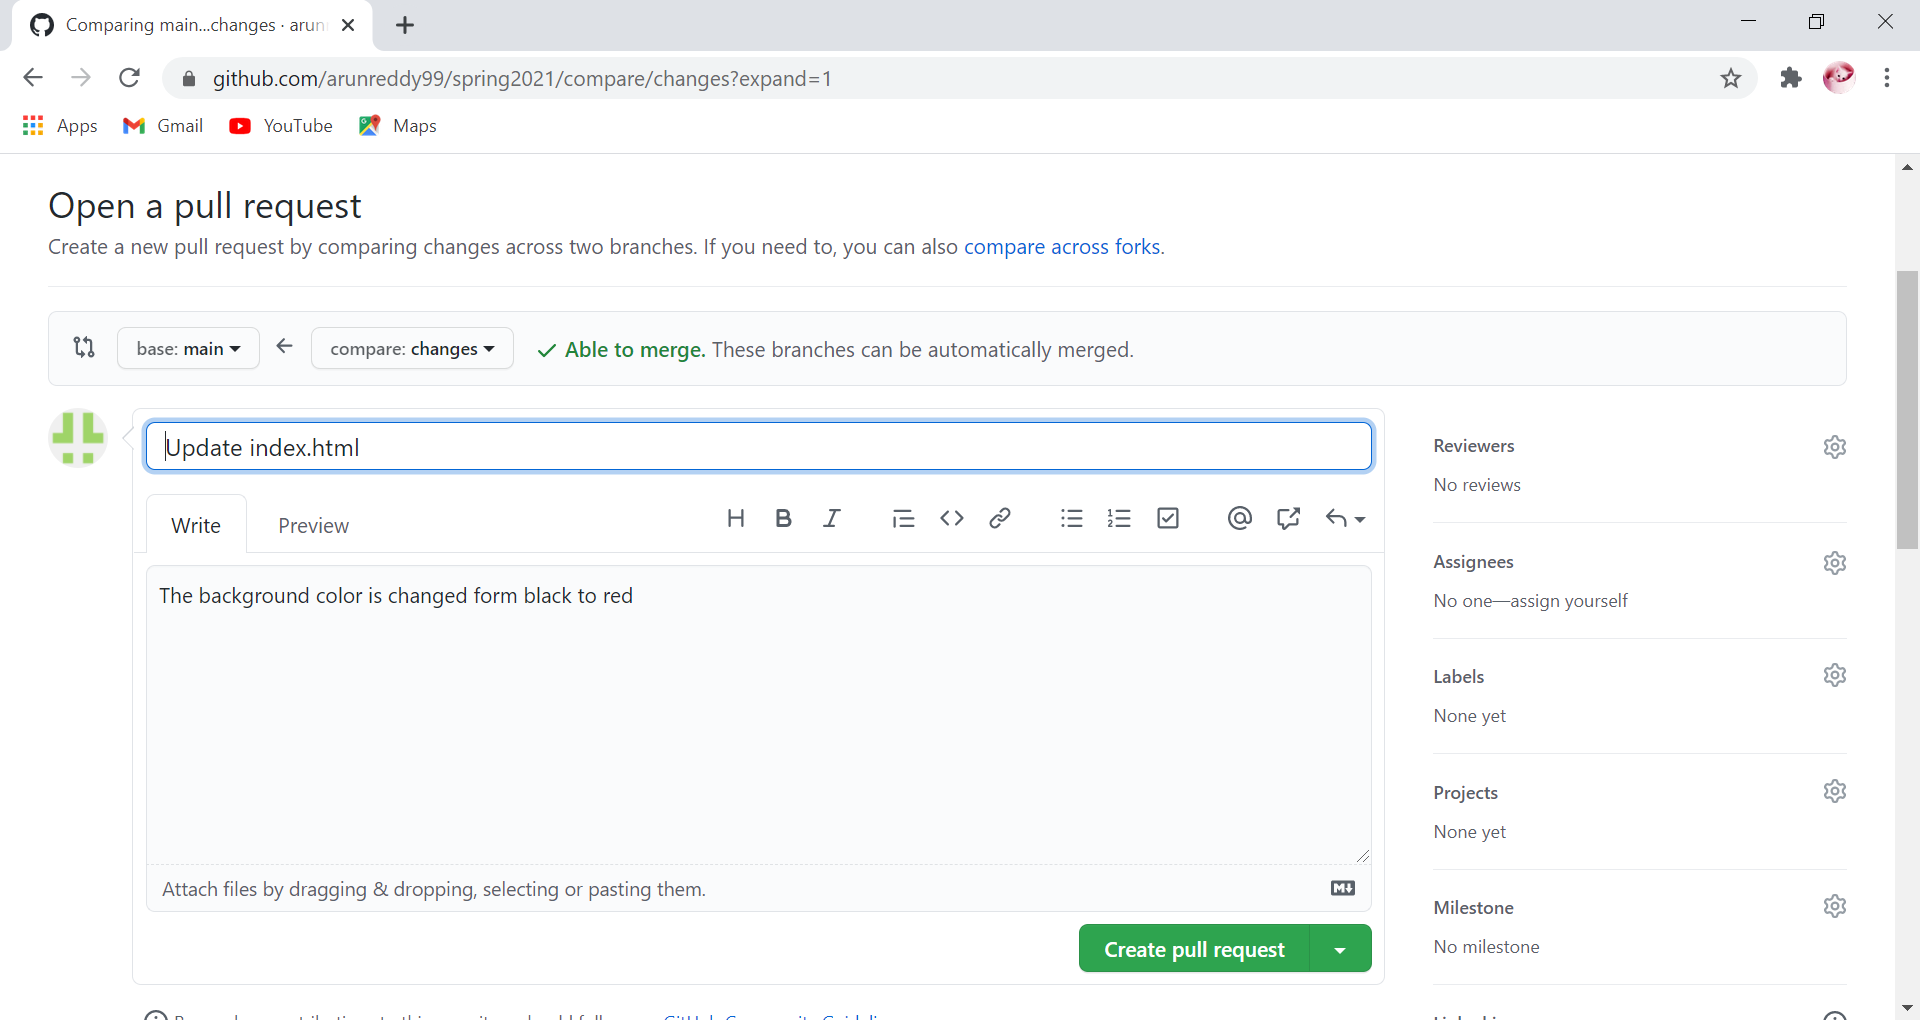 Comparing main...changes · arun
github.com/arunreddy99/spring2021/compare/changes?expand=1
Apps Gmail YouTube Maps
Open a pull request
Create a new pull request by comparing changes across two branches. If you need to, you can also compare across forks.
base: main compare: changes Able to merge. These branches can be automatically merged.
Update index.html
Write Preview
The background color is changed form black to red
Attach files by dragging & dropping, selecting or pasting them.
Create pull request
Reviewers
No reviews
Assignees
No one—assign yourself
Labels
None yet
Projects
None yet
Milestone
No milestone